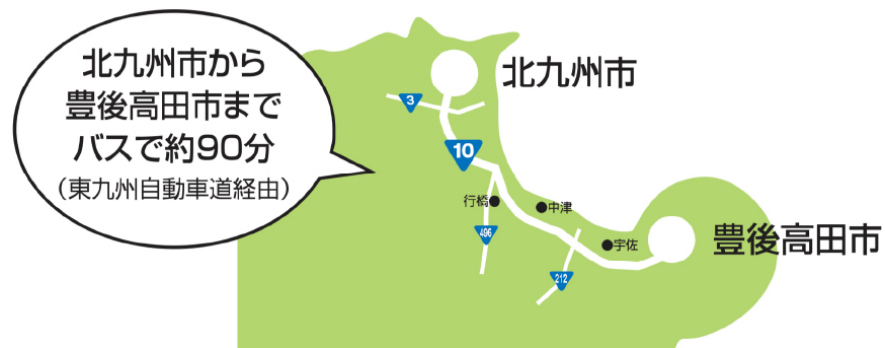 北九州市から
豊後高田市まで
バスで約90分
（東九州自動車道経由）
北九州市
3
10
行橋
中津
496
宇佐
豊後高田市
212